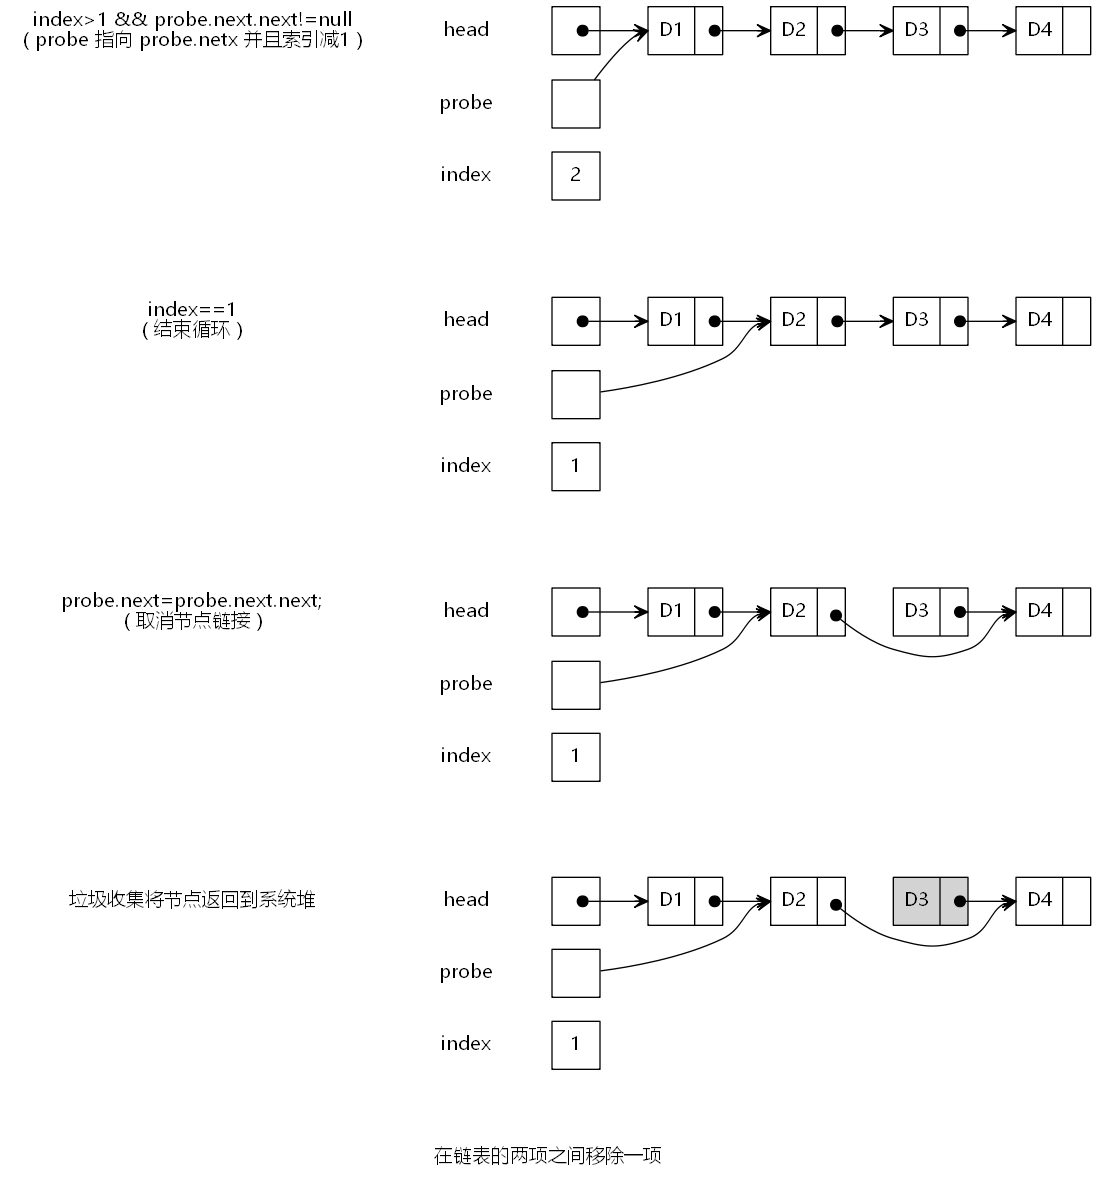 index>1 && probe.next.next!=null
( probe 指向 probe.netx 并且索引减1 )
head D1 D2 D3 D4
probe
index 2
index==1
( 结束循环 )
head D1 D2 D3 D4
probe
index 1
probe.next=probe.next.next;
( 取消节点链接 )
head D1 D2 D3 D4
probe
index 1
垃圾收集将节点返回到系统堆
head D1 D2 D3 D4
probe
index 1
在链表的两项之间移除一项